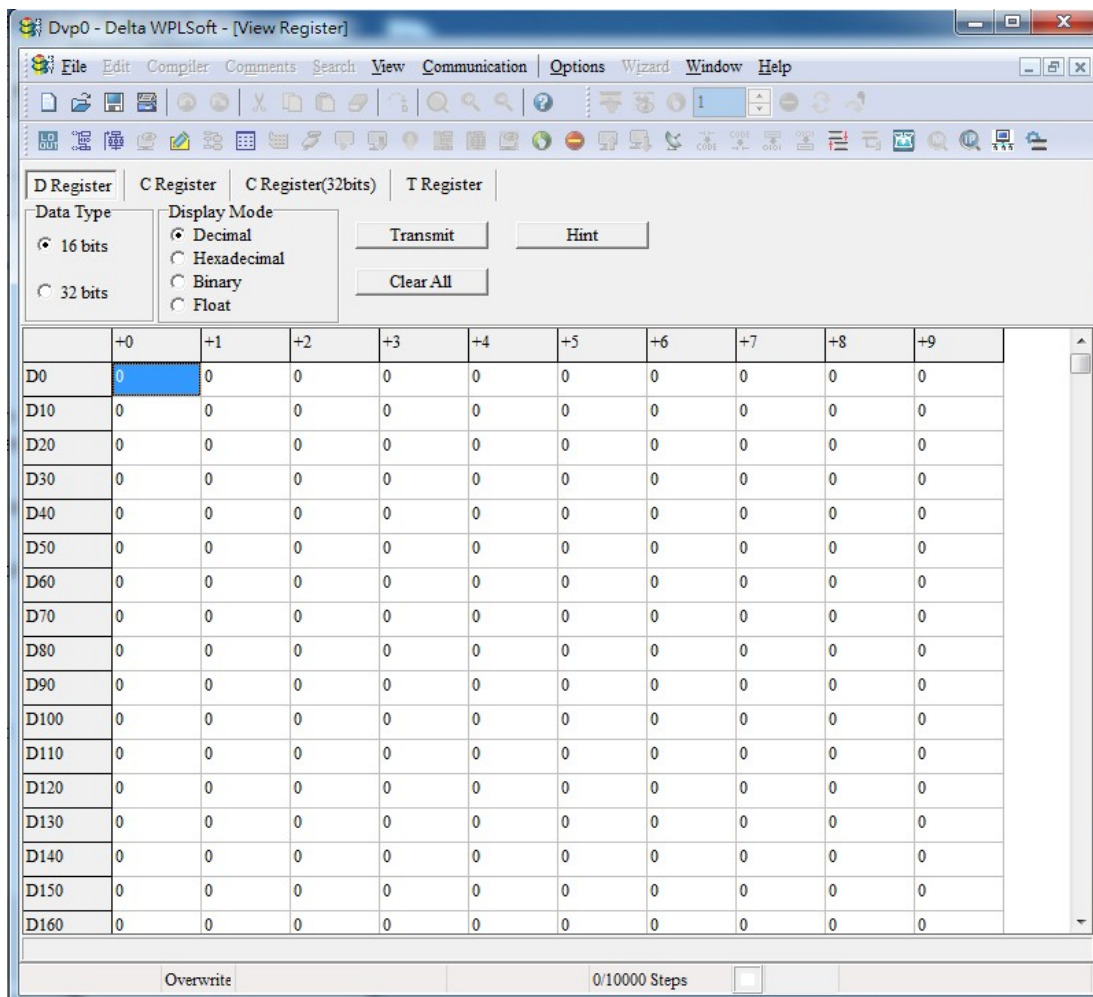 Dvp0 - Delta WPLSoft - [View Register]
File Edit Compiler Comments Search View Communication Options Wizard Window Help
1
D Register C Register C Register(32bits) T Register
Data Type Display Mode
16 bits Decimal Transmit Hint
Hexadecimal
32 bits Binary Clear All
Float
+0 +1 +2 +3 +4 +5 +6 +7 +8 +9
D0 0 0 0 0 0 0 0 0 0 0
D10 0 0 0 0 0 0 0 0 0 0
D20 0 0 0 0 0 0 0 0 0 0
D30 0 0 0 0 0 0 0 0 0 0
D40 0 0 0 0 0 0 0 0 0 0
D50 0 0 0 0 0 0 0 0 0 0
D60 0 0 0 0 0 0 0 0 0 0
D70 0 0 0 0 0 0 0 0 0 0
D80 0 0 0 0 0 0 0 0 0 0
D90 0 0 0 0 0 0 0 0 0 0
D100 0 0 0 0 0 0 0 0 0 0
D110 0 0 0 0 0 0 0 0 0 0
D120 0 0 0 0 0 0 0 0 0 0
D130 0 0 0 0 0 0 0 0 0 0
D140 0 0 0 0 0 0 0 0 0 0
D150 0 0 0 0 0 0 0 0 0 0
D160 0 0 0 0 0 0 0 0 0 0
Overwrite 0/10000 Steps